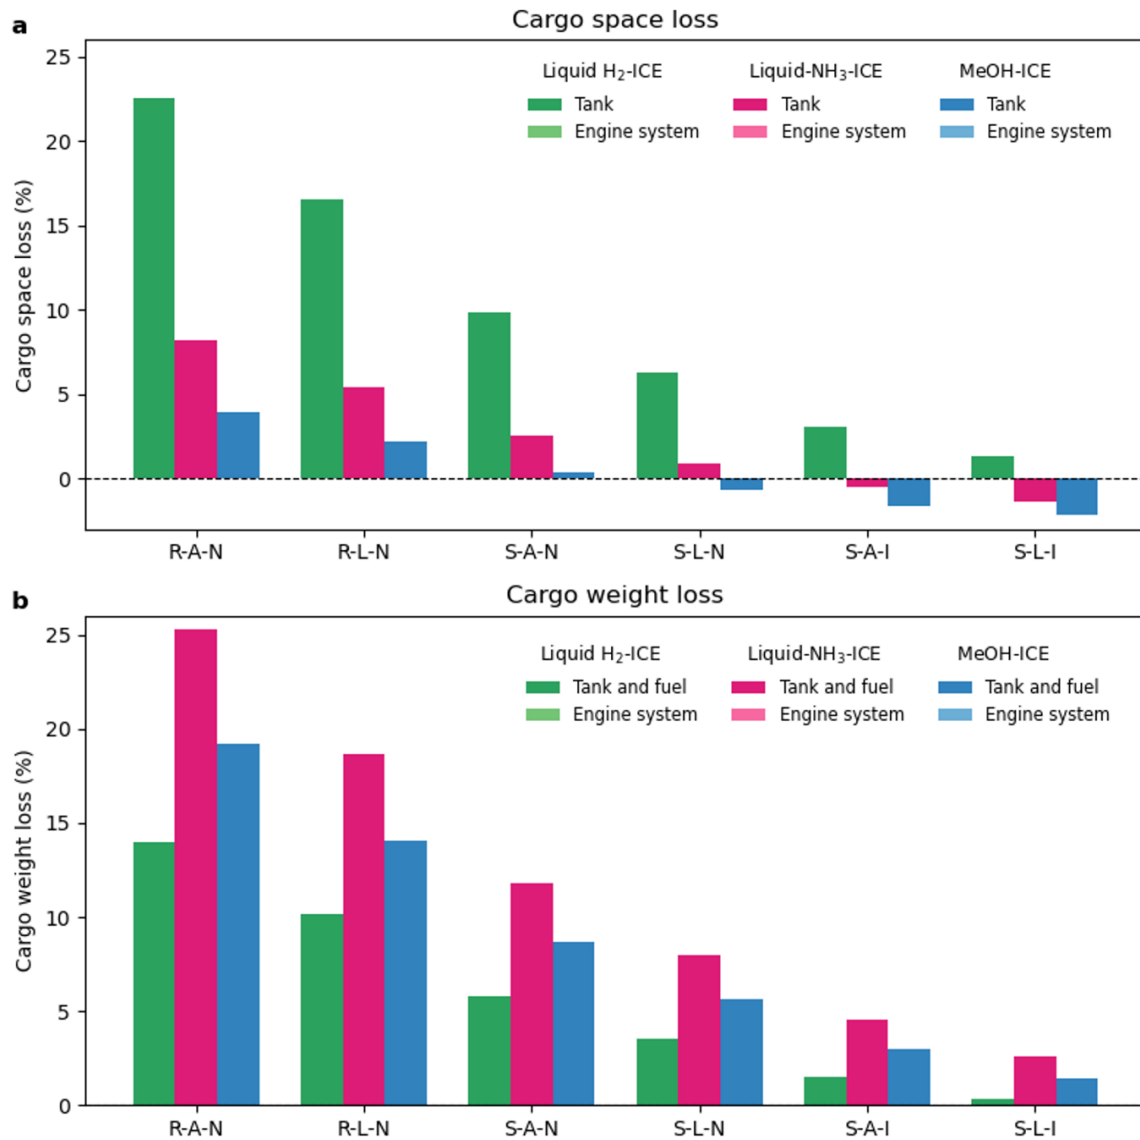 a
Cargo space loss
Cargo space loss (%)
25
20
15
10
5
0
Liquid H₂-ICE Liquid-NH₃-ICE MeOH-ICE
Tank Tank Tank
Engine system Engine system Engine system
R-A-N R-L-N S-A-N S-L-N S-A-I S-L-I
b
Cargo weight loss
Cargo weight loss (%)
25
20
15
10
5
0
Liquid H₂-ICE Liquid-NH₃-ICE MeOH-ICE
Tank and fuel Tank and fuel Tank and fuel
Engine system Engine system Engine system
R-A-N R-L-N S-A-N S-L-N S-A-I S-L-I